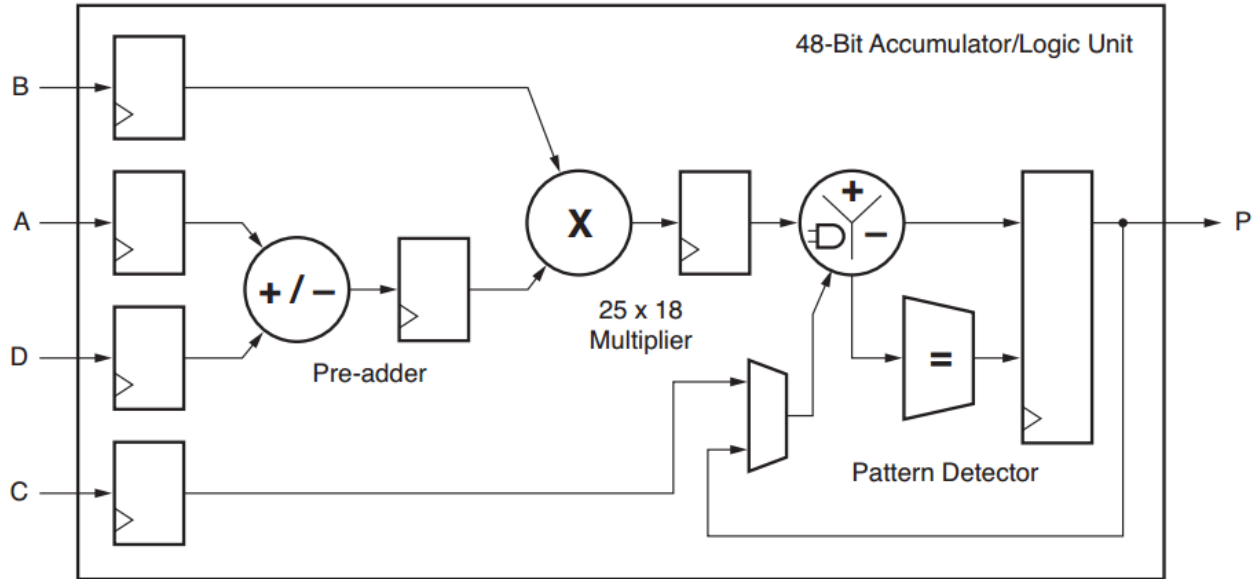 48-Bit Accumulator/Logic Unit
B
A
D
C
+ / −
Pre-adder
X
25 x 18
Multiplier
+
−
=
Pattern Detector
P